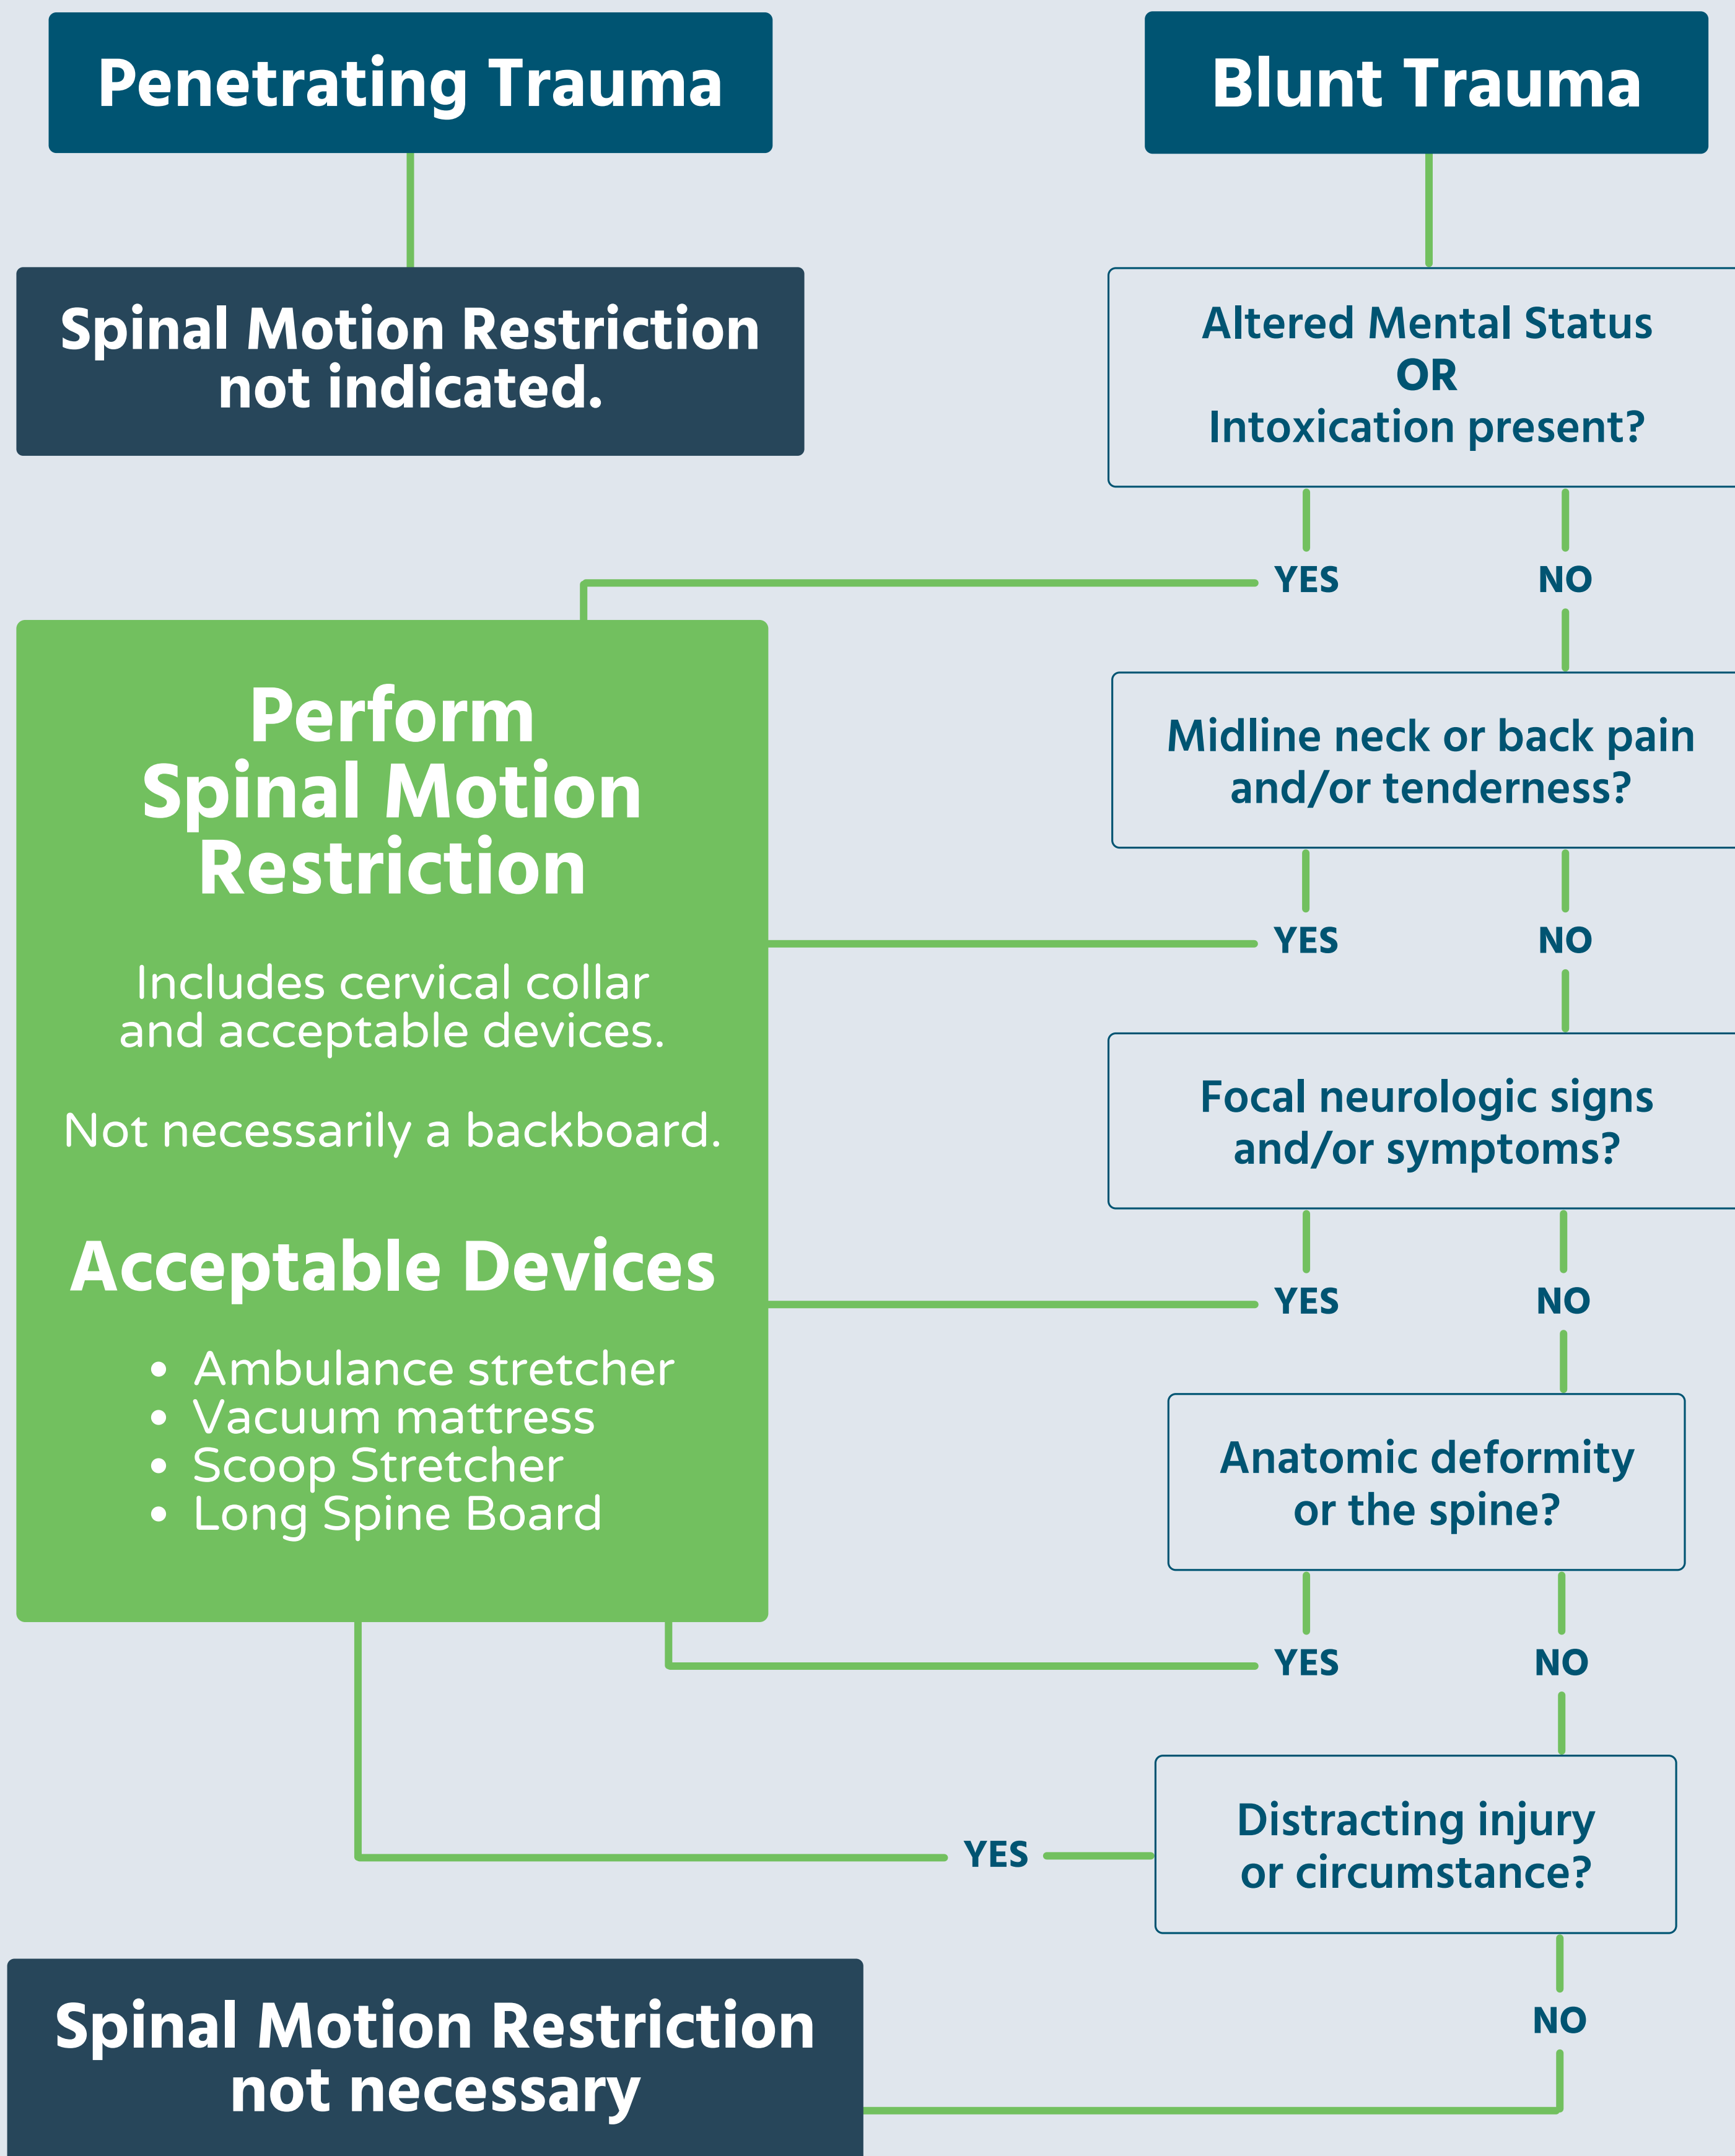 Penetrating Trauma
Spinal Motion Restriction
not indicated.
Blunt Trauma
Altered Mental Status
OR
Intoxication present?
YES
NO
Midline neck or back pain
and/or tenderness?
YES
NO
Focal neurologic signs
and/or symptoms?
YES
NO
Anatomic deformity
or the spine?
YES
NO
Distracting injury
or circumstance?
YES
NO
Perform
Spinal Motion
Restriction
Includes cervical collar
and acceptable devices.
Not necessarily a backboard.
Acceptable Devices
• Ambulance stretcher
• Vacuum mattress
• Scoop Stretcher
• Long Spine Board
Spinal Motion Restriction
not necessary